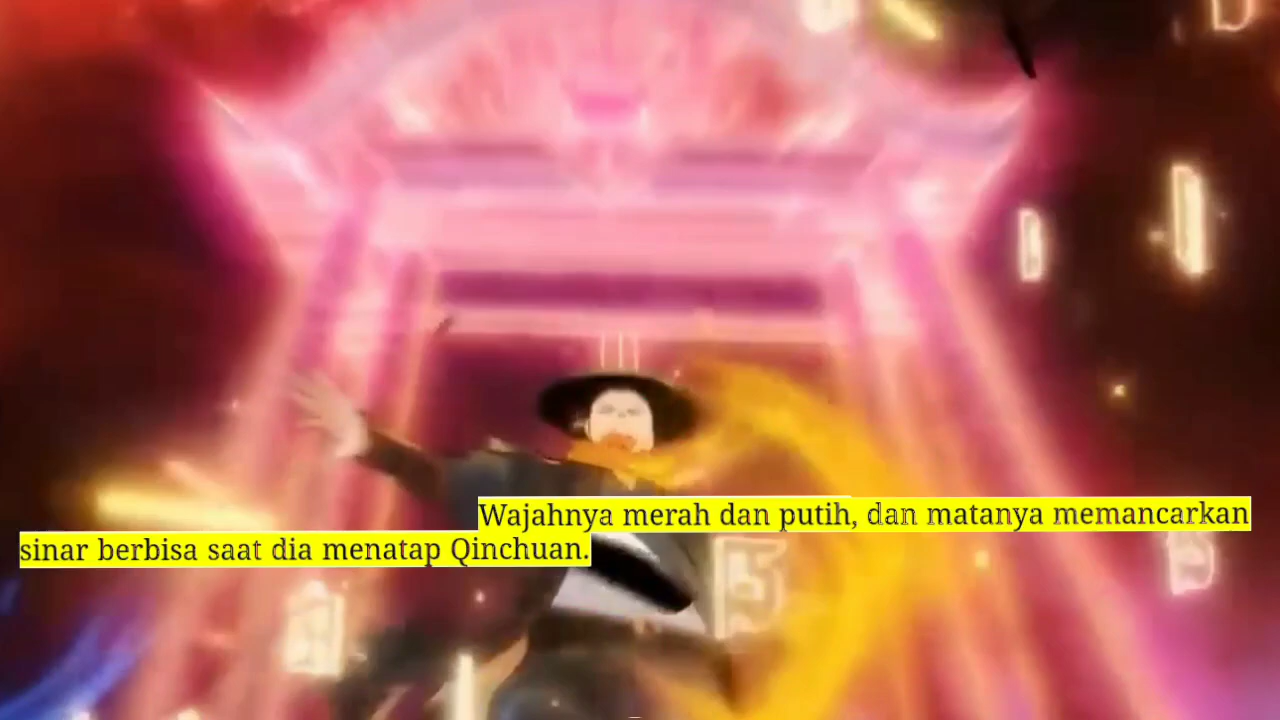 Wajahnya merah dan putih, dan matanya memancarkan
sinar berbisa saat dia menatap Qinchuan.